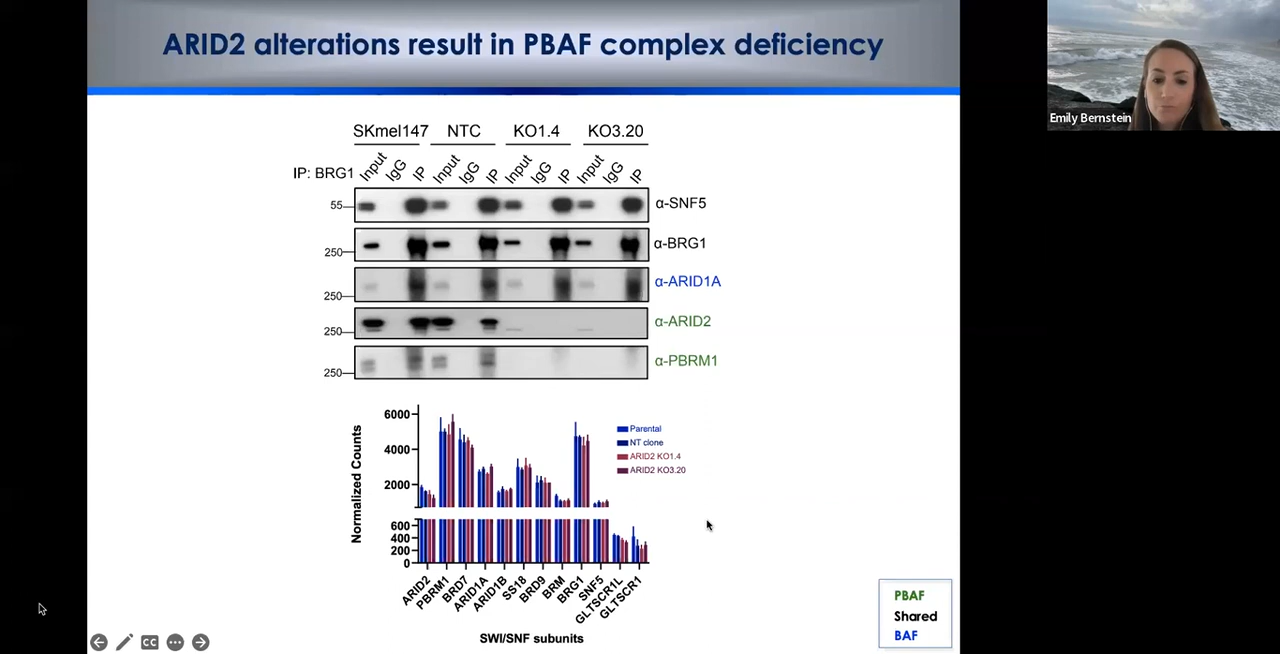 ARID2 alterations result in PBAF complex deficiency
Emily Bernstein
SKmel147 NTC KO1.4 KO3.20
IP: BRG1 Input IgG IP Input IgG IP Input IgG IP Input IgG IP
55 α-SNF5
250 α-BRG1
250 α-ARID1A
250 α-ARID2
250 α-PBRM1
Normalized Counts
6000
4000
2000
600
400
200
0
Parental
NT clone
ARID2 KO1.4
ARID2 KO3.20
ARID2 PBRM1 BRD7 ARID1A ARID1B SS18 BRD9 BRM BRG1 SNF5 GLTSCR1L GLTSCR1
SWI/SNF subunits
PBAF
Shared
BAF
CC